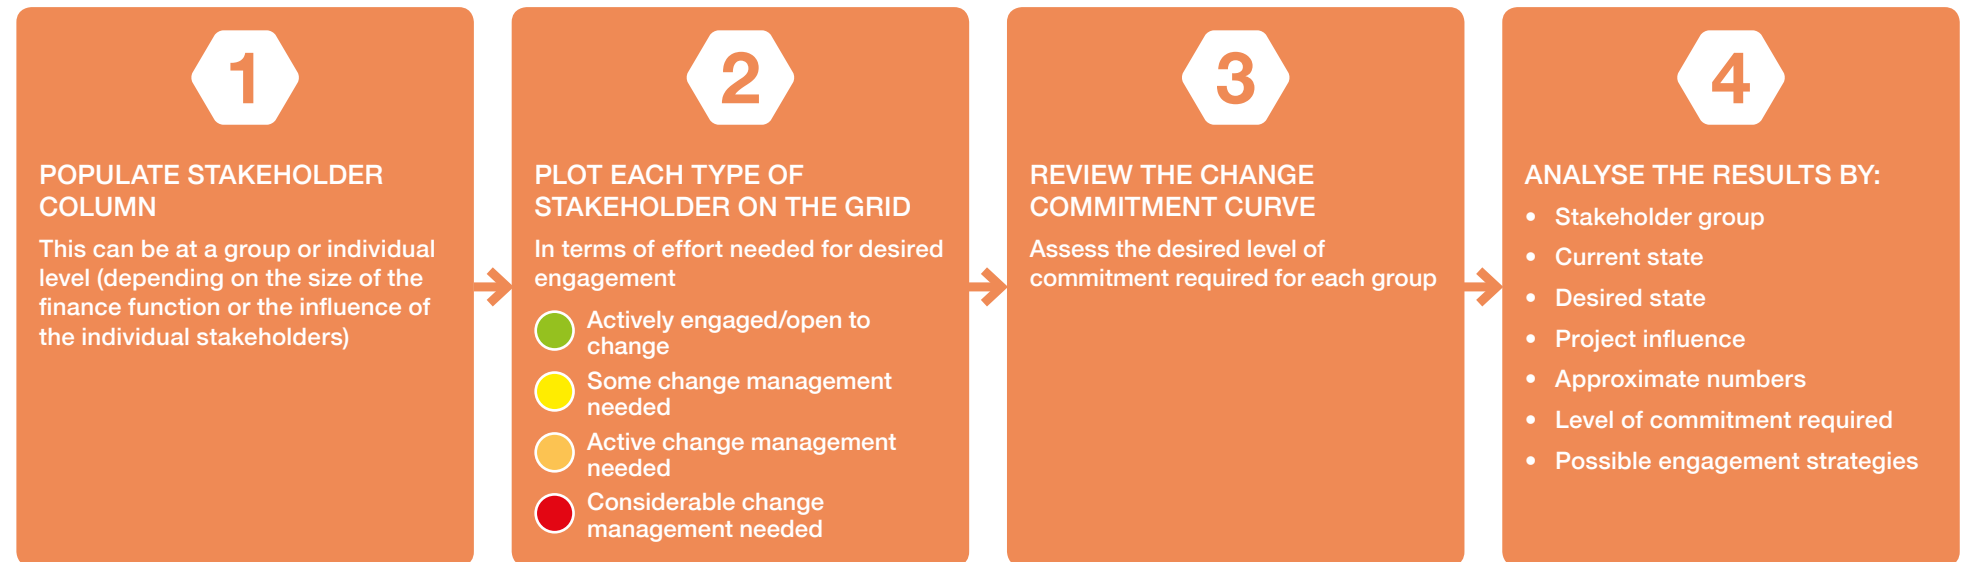 1
POPULATE STAKEHOLDER
COLUMN
This can be at a group or individual
level (depending on the size of the
finance function or the influence of
the individual stakeholders)
2
PLOT EACH TYPE OF
STAKEHOLDER ON THE GRID
In terms of effort needed for desired
engagement
Actively engaged/open to
change
Some change management
needed
Active change management
needed
Considerable change
management needed
3
REVIEW THE CHANGE
COMMITMENT CURVE
Assess the desired level of
commitment required for each group
4
ANALYSE THE RESULTS BY:
• Stakeholder group
• Current state
• Desired state
• Project influence
• Approximate numbers
• Level of commitment required
• Possible engagement strategies